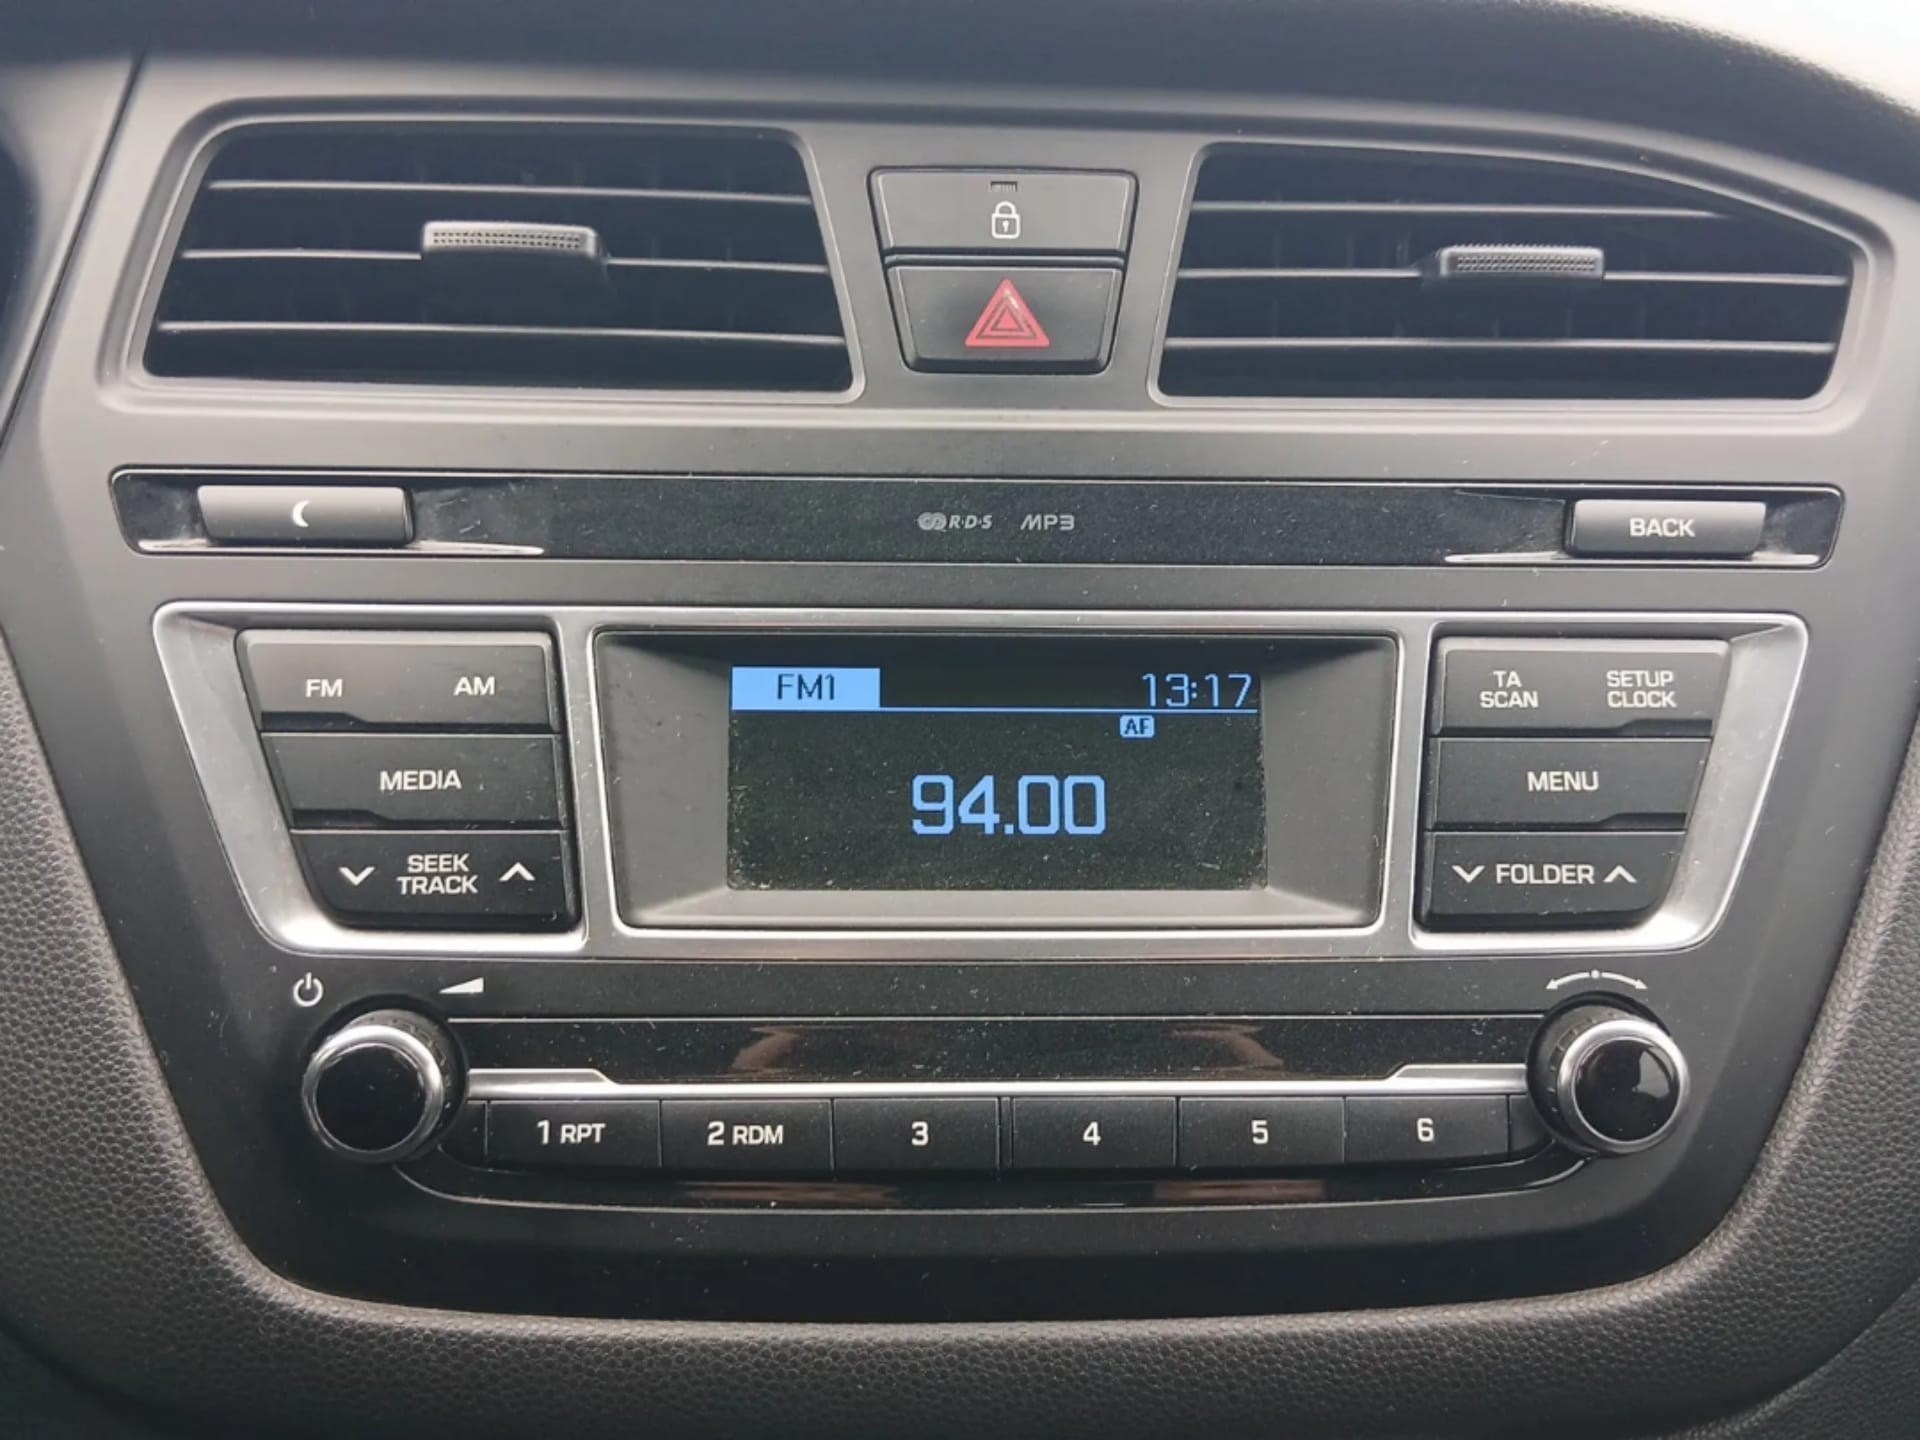 R·D·S MP3
BACK
FM AM
MEDIA
SEEK
TRACK
FM1 13:17
AF
94.00
TA
SCAN
SETUP
CLOCK
MENU
FOLDER
1 RPT 2 RDM 3 4 5 6